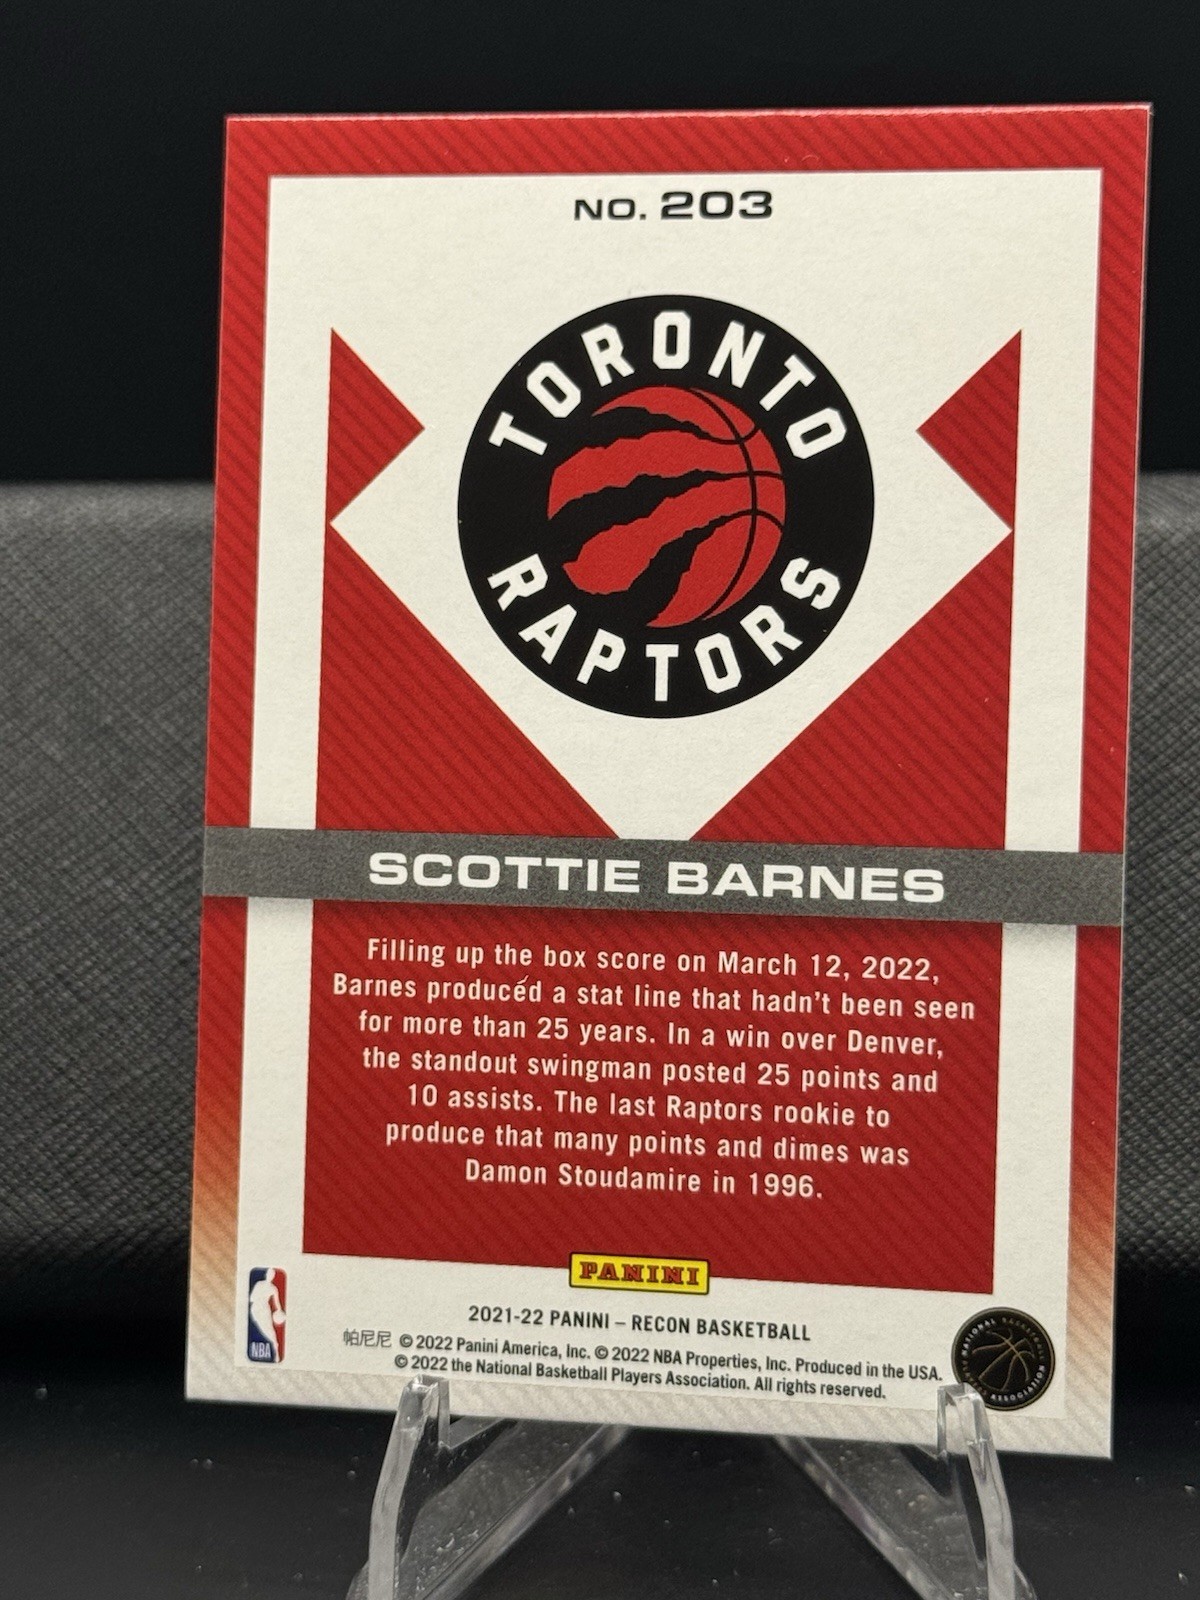 NO. 203
TORONTO
RAPTORS
SCOTTIE BARNES
Filling up the box score on March 12, 2022,
Barnes produced a stat line that hadn't been seen
for more than 25 years. In a win over Denver,
the standout swingman posted 25 points and
10 assists. The last Raptors rookie to
produce that many points and dimes was
Damon Stoudamire in 1996.
PANINI
NBA
2021-22 PANINI – RECON BASKETBALL
帕尼尼 © 2022 Panini America, Inc. © 2022 NBA Properties, Inc. Produced in the USA.
© 2022 the National Basketball Players Association. All rights reserved.
NATIONAL BASKETBALL
PLAYERS ASSOCIATION